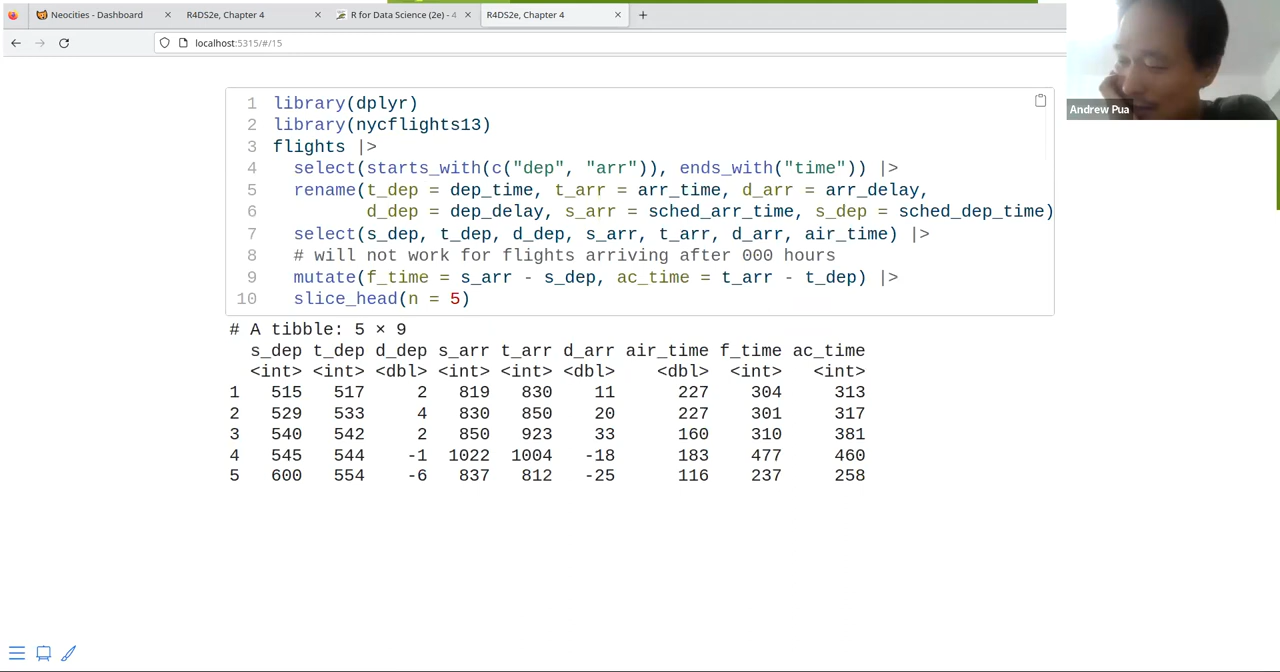 Neocities - Dashboard
R4DS2e, Chapter 4
R for Data Science (2e) - 4
R4DS2e, Chapter 4
localhost:5315/#/15
Andrew Pua
1 library(dplyr)
2 library(nycflights13)
3 flights |>
4 select(starts_with(c("dep", "arr")), ends_with("time")) |>
5 rename(t_dep = dep_time, t_arr = arr_time, d_arr = arr_delay,
6 d_dep = dep_delay, s_arr = sched_arr_time, s_dep = sched_dep_time)
7 select(s_dep, t_dep, d_dep, s_arr, t_arr, d_arr, air_time) |>
8 # will not work for flights arriving after 000 hours
9 mutate(f_time = s_arr - s_dep, ac_time = t_arr - t_dep) |>
10 slice_head(n = 5)
# A tibble: 5 × 9
s_dep t_dep d_dep s_arr t_arr d_arr air_time f_time ac_time
<int> <int> <dbl> <int> <int> <dbl> <dbl> <int> <int>
1 515 517 2 819 830 11 227 304 313
2 529 533 4 830 850 20 227 301 317
3 540 542 2 850 923 33 160 310 381
4 545 544 -1 1022 1004 -18 183 477 460
5 600 554 -6 837 812 -25 116 237 258